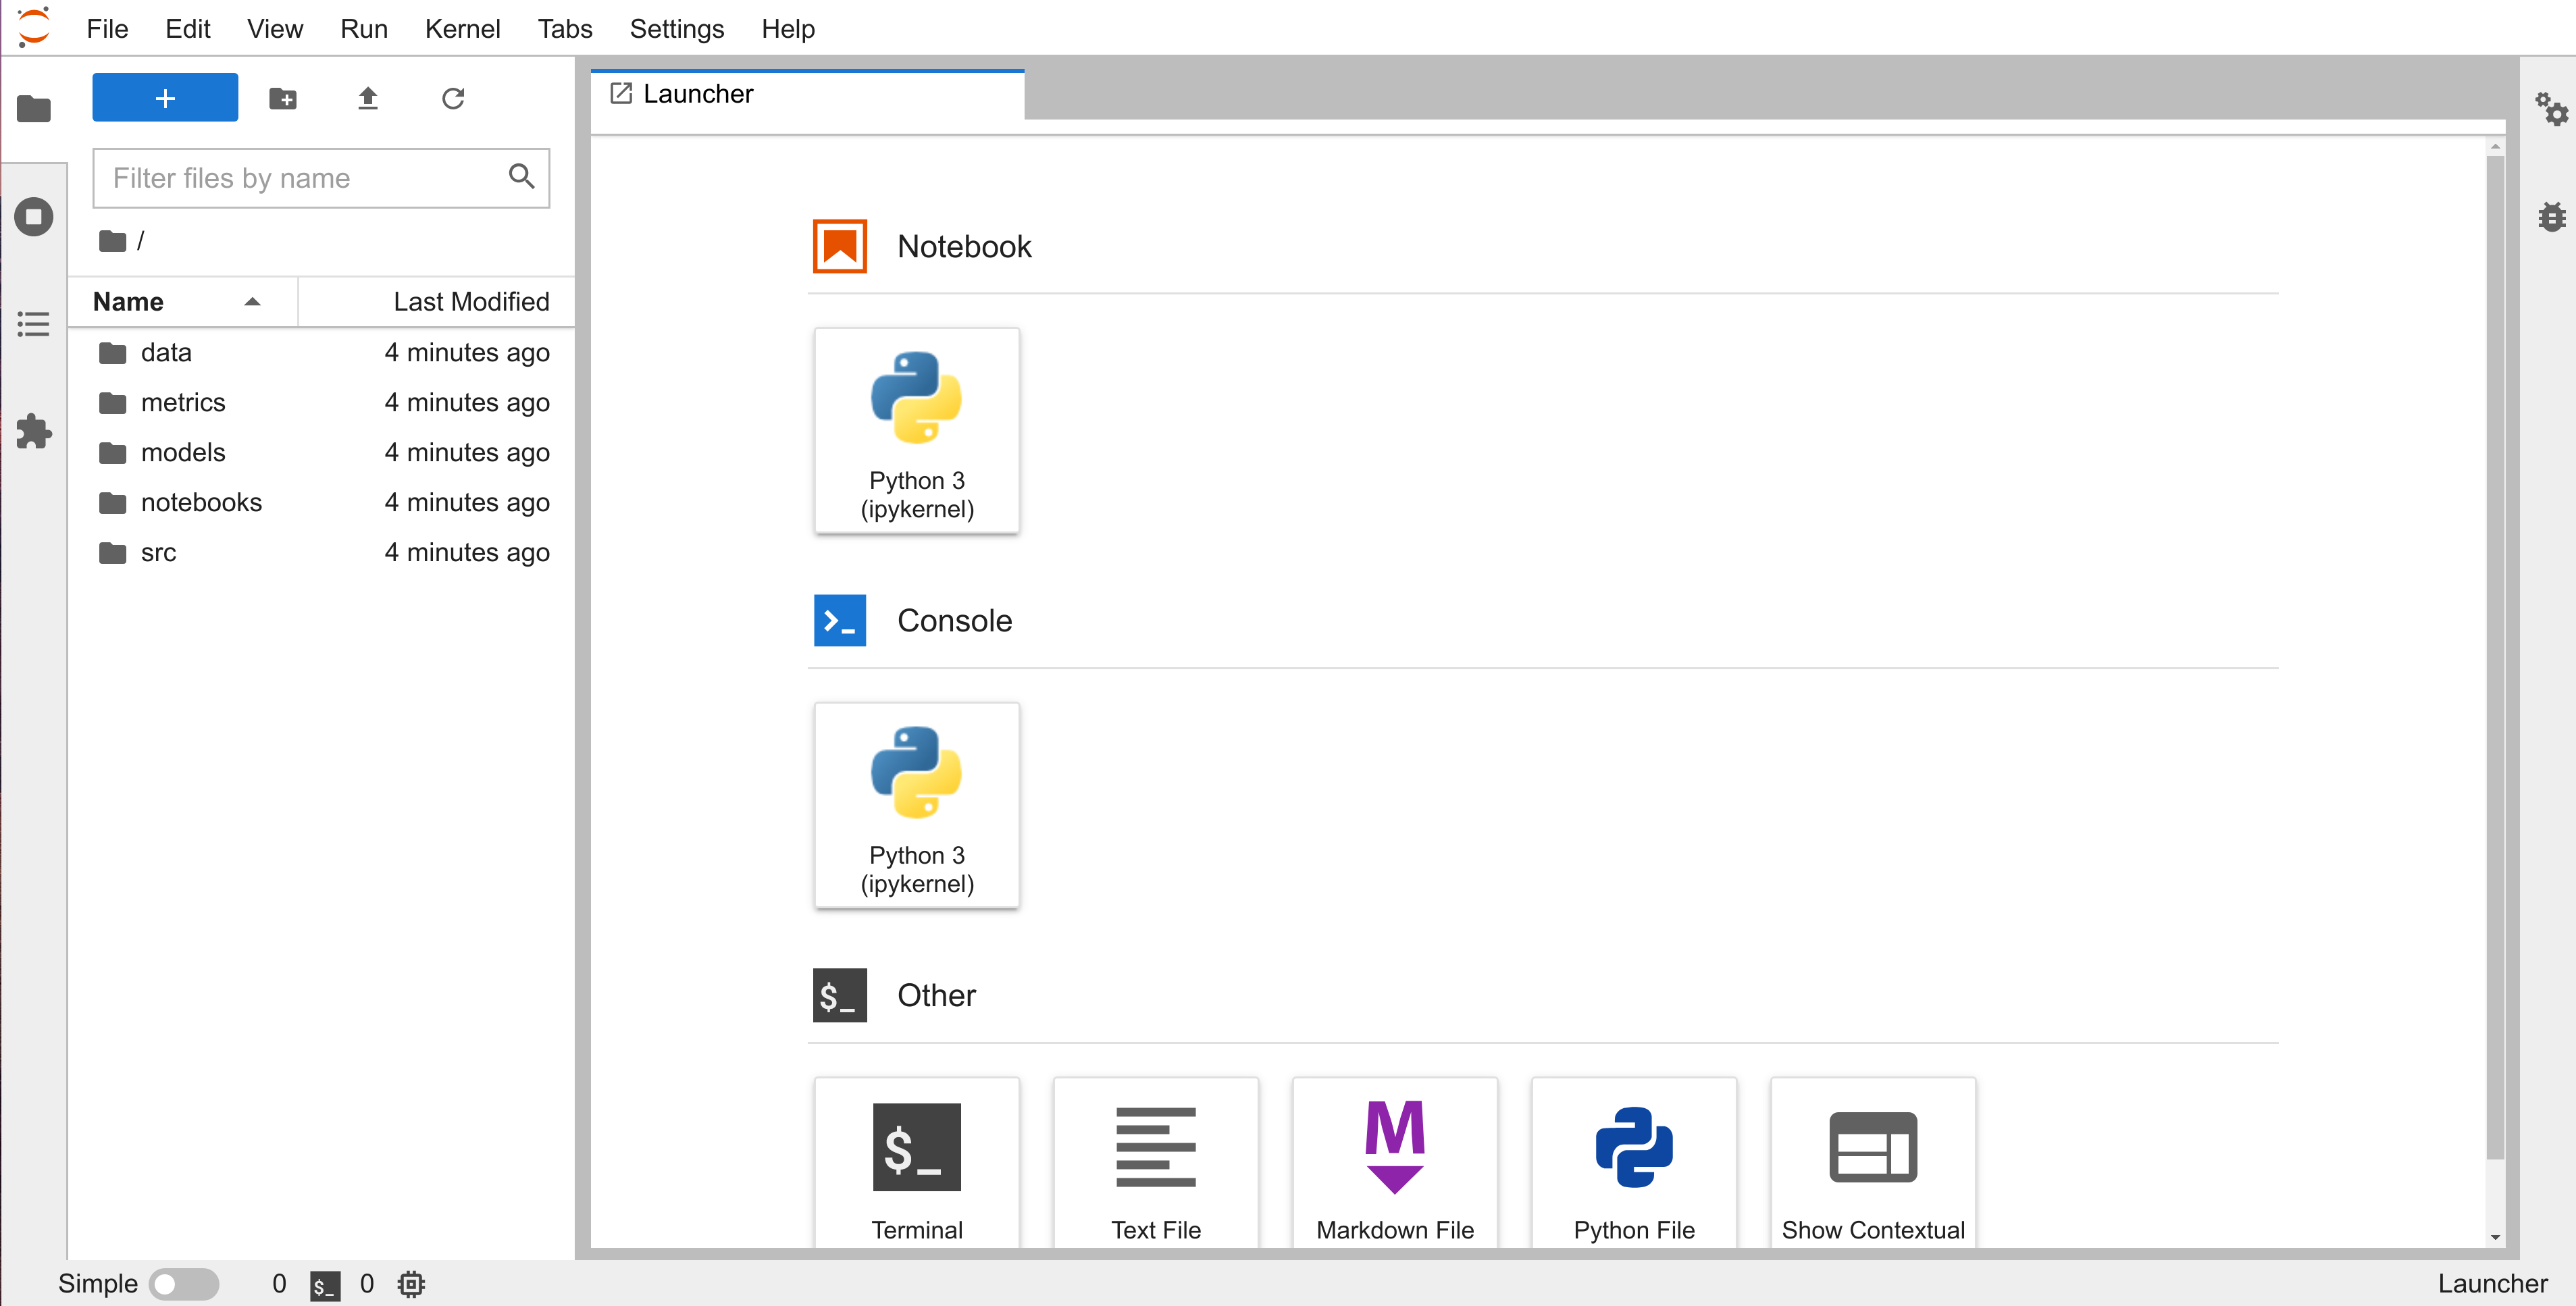 File Edit View Run Kernel Tabs Settings Help
Launcher
Filter files by name
/
Name Last Modified
data 4 minutes ago
metrics 4 minutes ago
models 4 minutes ago
notebooks 4 minutes ago
src 4 minutes ago
Notebook
Python 3
(ipykernel)
Console
Python 3
(ipykernel)
$_ Other
$_
M
Terminal Text File Markdown File Python File Show Contextual
Simple 0 $_ 0 Launcher